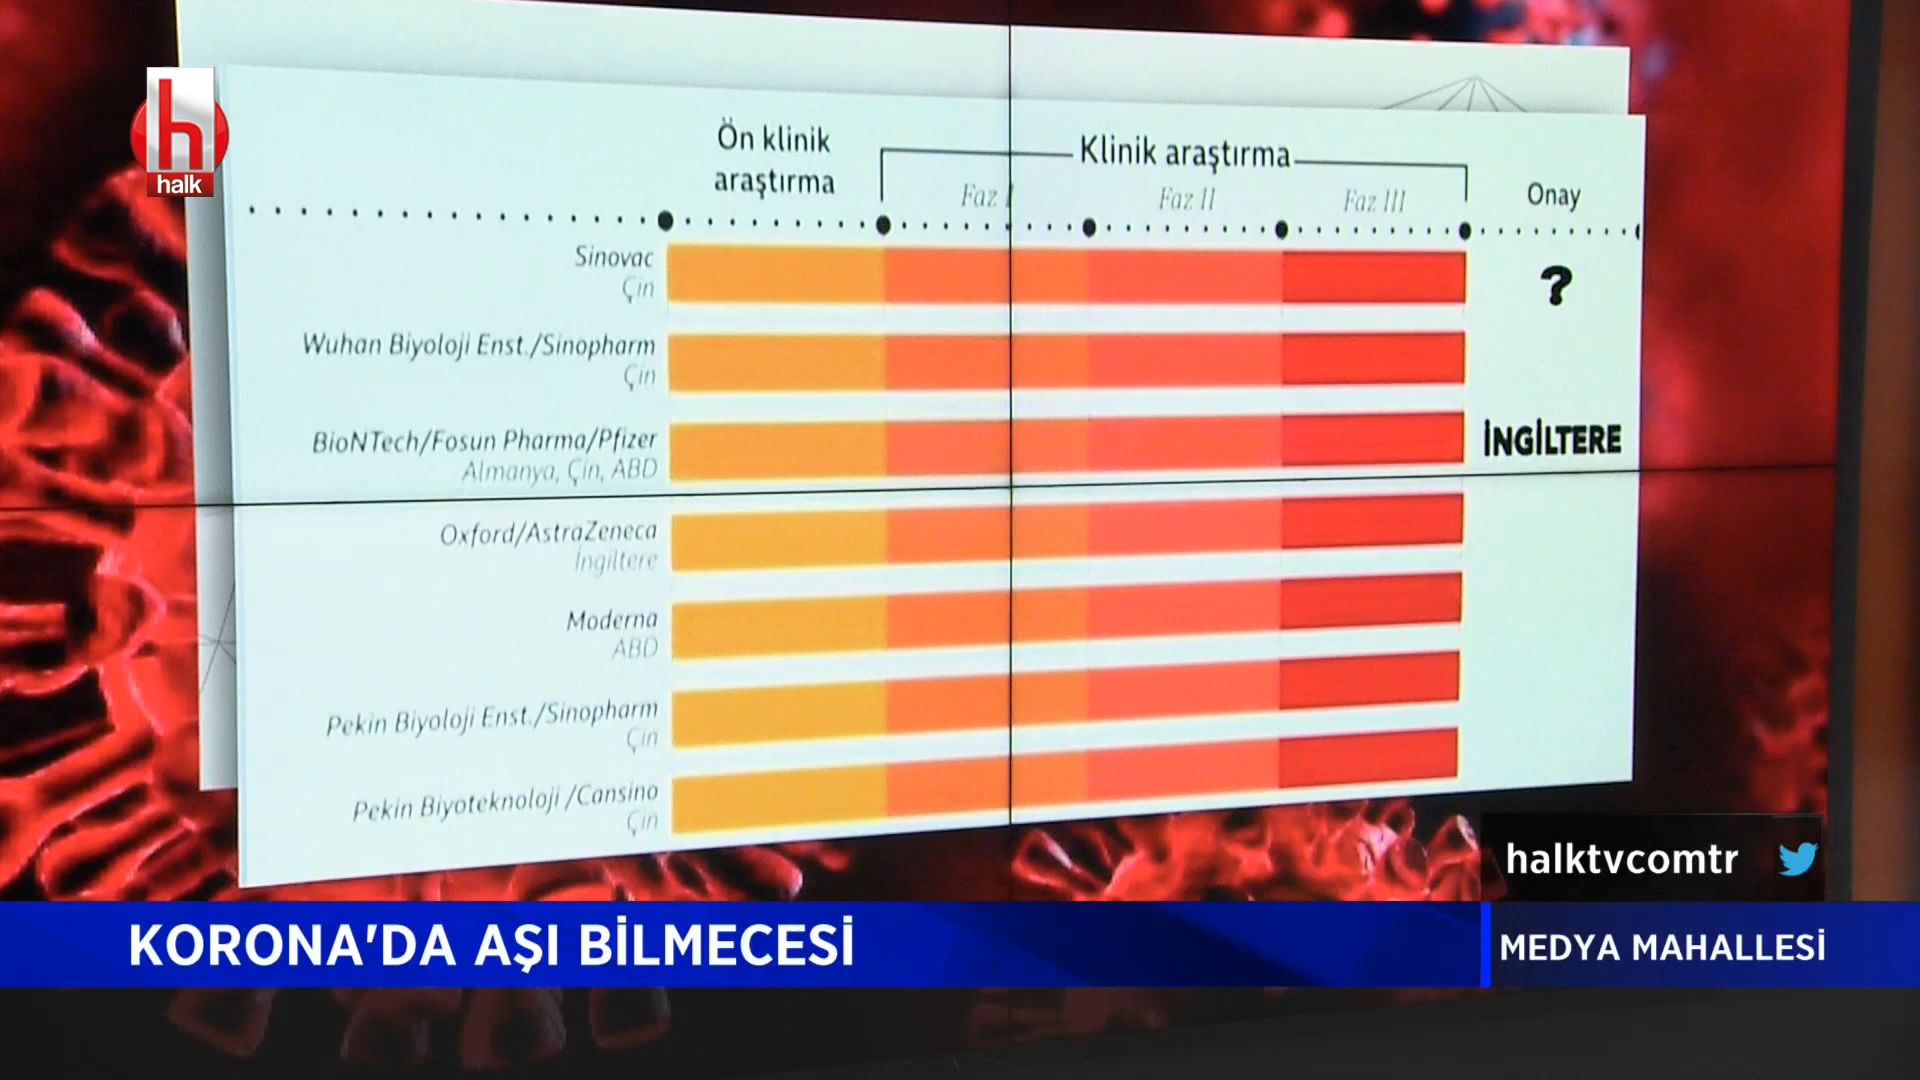 h
halk
Ön klinik
araştırma
Klinik araştırma
Faz I
Faz II
Faz III
Onay
Sinovac
Çin
?
Wuhan Biyoloji Enst./Sinopharm
Çin
BioNTech/Fosun Pharma/Pfizer
Almanya, Çin, ABD
İNGİLTERE
Oxford/AstraZeneca
İngiltere
Moderna
ABD
Pekin Biyoloji Enst./Sinopharm
Çin
Pekin Biyoteknoloji /Cansino
Çin
halktvcomtr
KORONA'DA AŞI BİLMECESİ
MEDYA MAHALLESİ